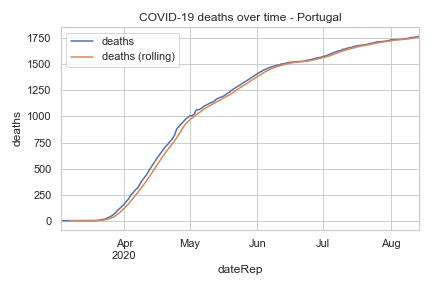 COVID-19 deaths over time - Portugal
deaths
deaths (rolling)
1750
1500
1250
1000
750
500
250
0
deaths
Apr May Jun Jul Aug
2020
dateRep